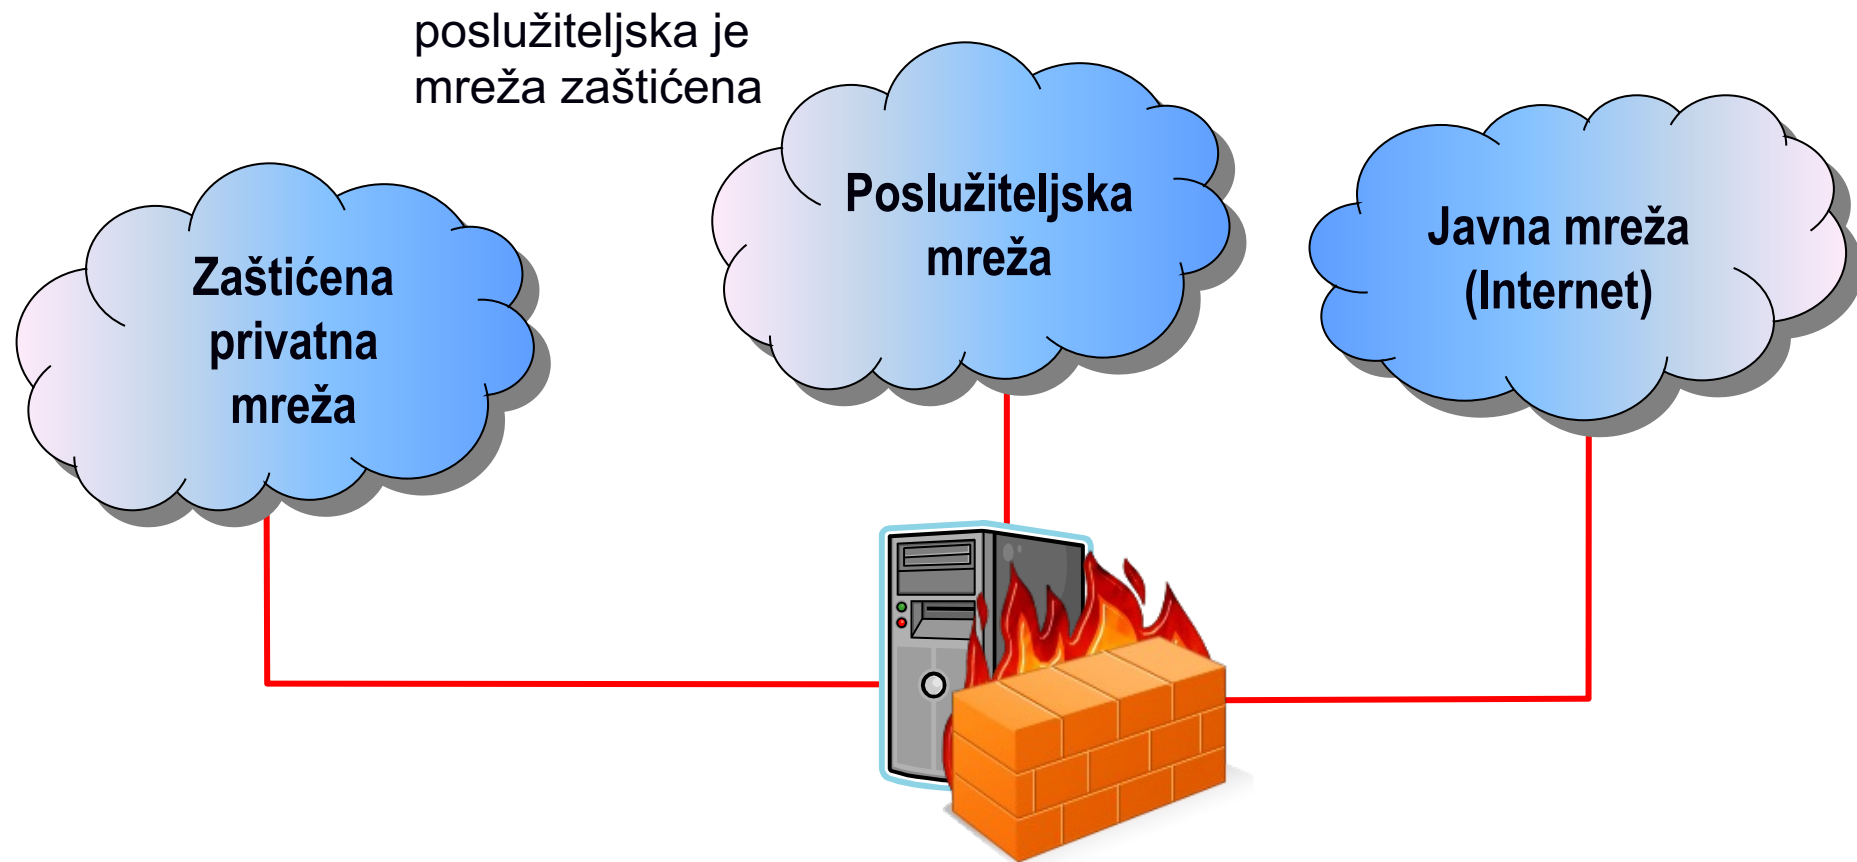 poslužiteljska je
mreža zaštićena
Poslužiteljska
mreža
Javna mreža
(Internet)
Zaštićena
privatna
mreža